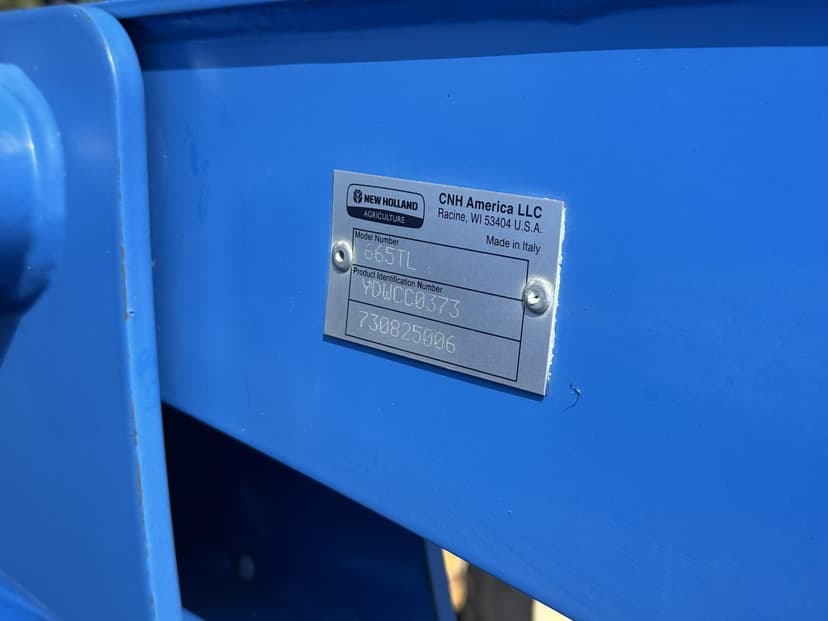 NEW HOLLAND
AGRICULTURE
CNH America LLC
Racine, WI 53404 U.S.A.
Made in Italy
Model Number
665TL
Product Identification Number
YDWCC0373
730825006